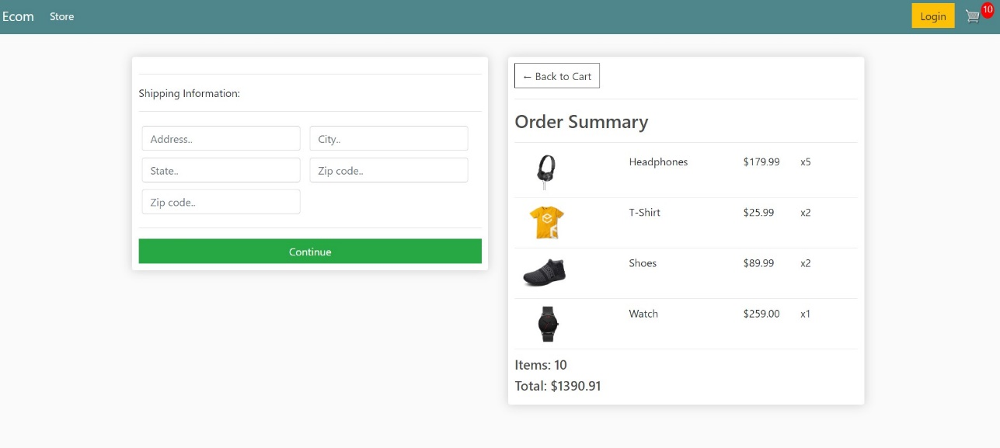 Ecom Store Login 10
Shipping Information:
Address.. City..
State.. Zip code..
Zip code..
Continue
← Back to Cart
Order Summary
Headphones $179.99 x5
T-Shirt $25.99 x2
Shoes $89.99 x2
Watch $259.00 x1
Items: 10
Total: $1390.91